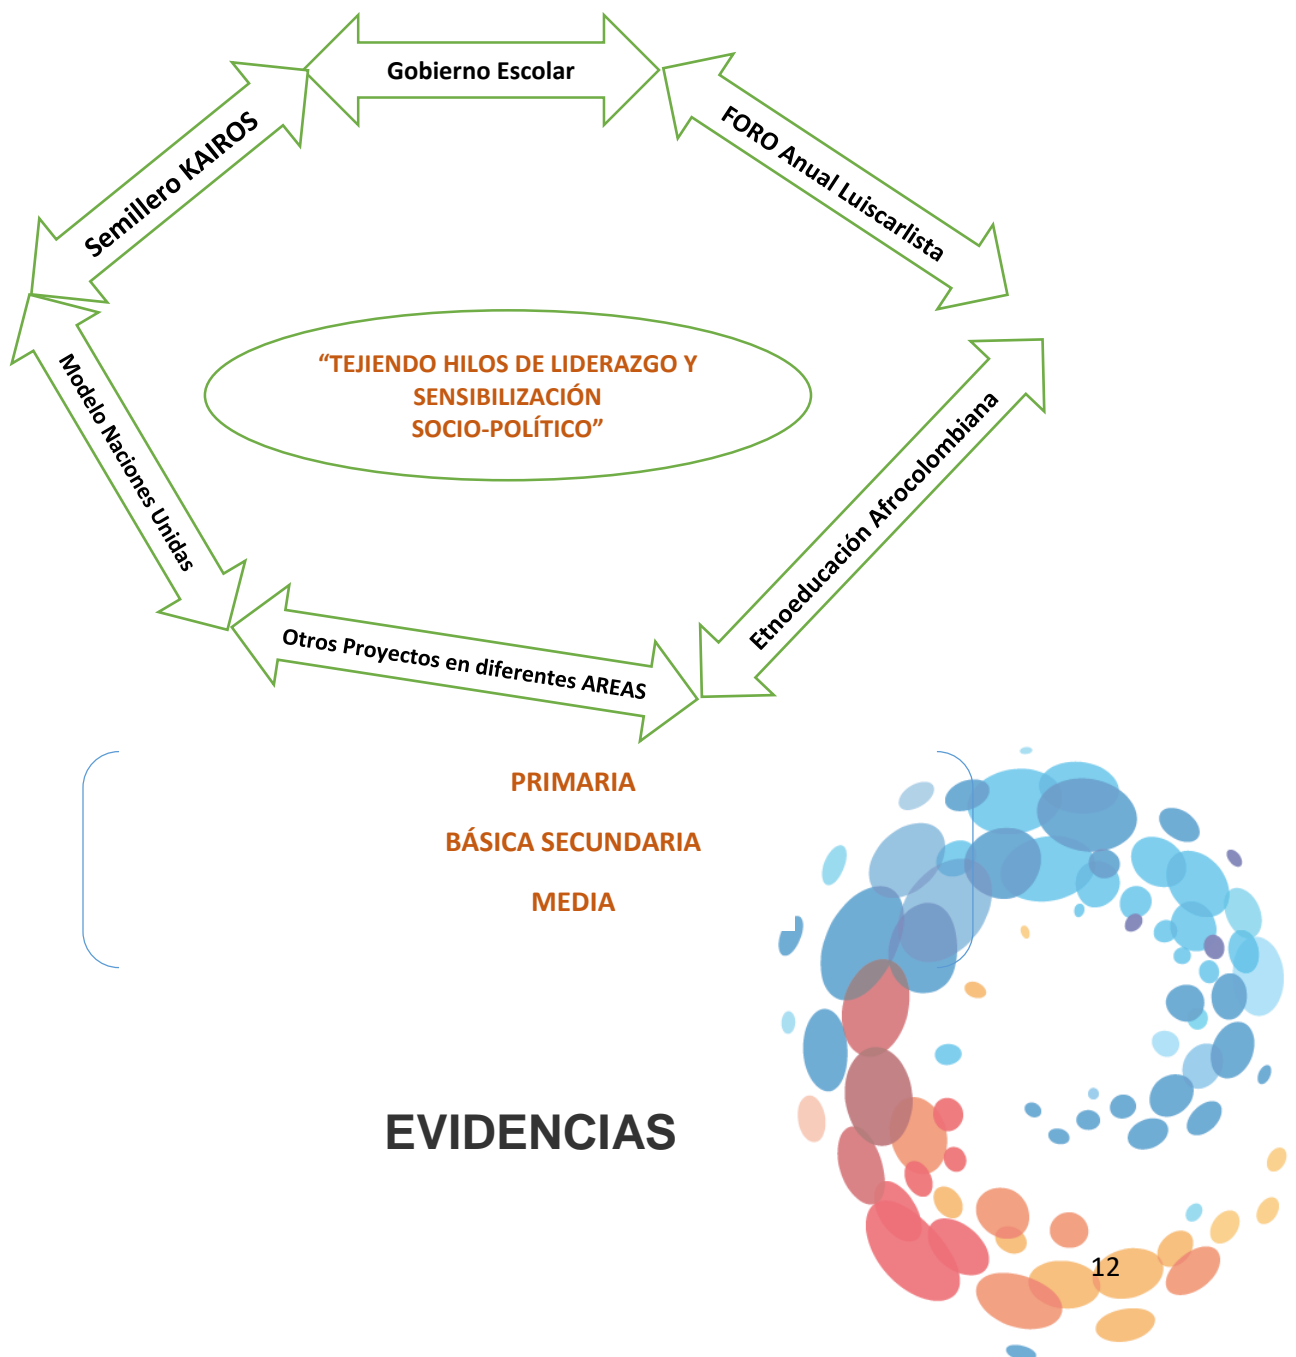 Gobierno Escolar
FORO Anual Luiscarlista
Semillero KAIROS
“TEJIENDO HILOS DE LIDERAZGO Y
SENSIBILIZACIÓN
SOCIO-POLÍTICO”
Modelo Naciones Unidas
Etnoeducación Afrocolombiana
Otros Proyectos en diferentes AREAS
PRIMARIA
BÁSICA SECUNDARIA
MEDIA
EVIDENCIAS
12